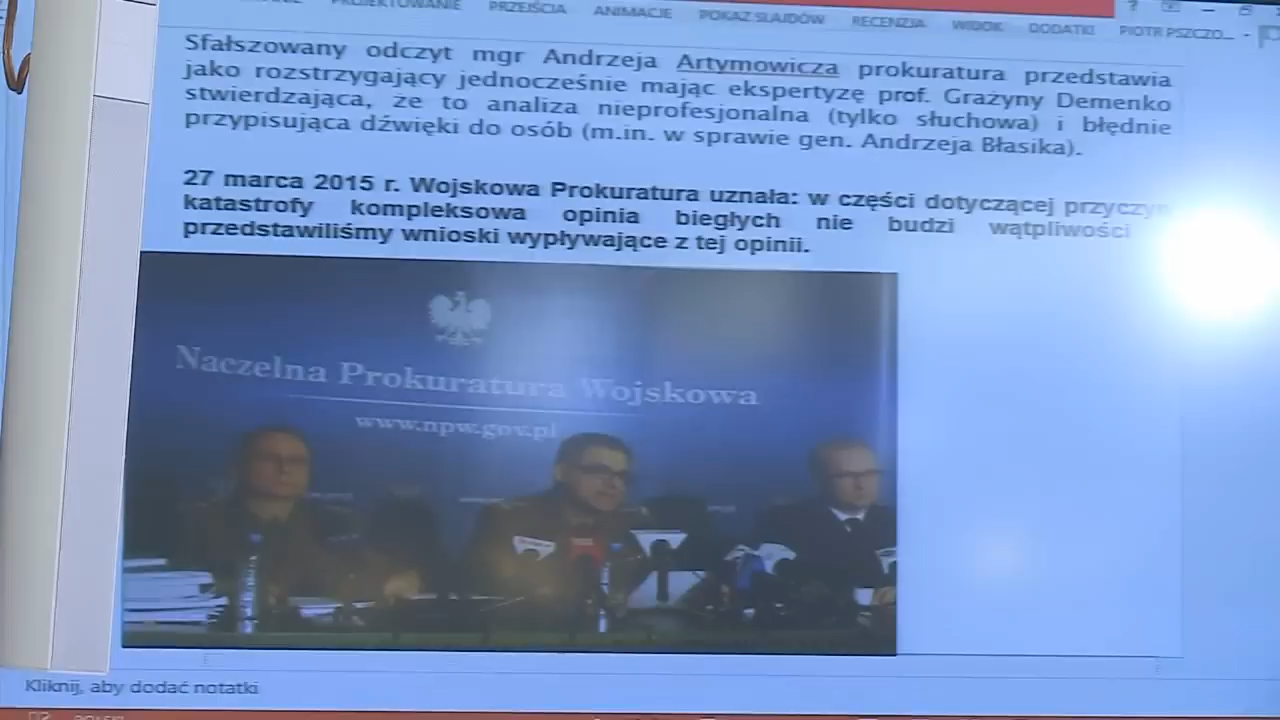 PROJEKTOWANIE PRZEJŚCIA ANIMACJE POKAZ SLAJDÓW RECENZJA WIDOK DODATKI PIOTR PSZCZO...
Sfałszowany odczyt mgr Andrzeja Artymowicza prokuratura przedstawia
jako rozstrzygający jednocześnie mając ekspertyzę prof. Grażyny Demenko
stwierdzająca, że to analiza nieprofesjonalna (tylko słuchowa) i błędnie
przypisująca dźwięki do osób (m.in. w sprawie gen. Andrzeja Błasika).
27 marca 2015 r. Wojskowa Prokuratura uznała: w części dotyczącej przyczyn
katastrofy kompleksowa opinia biegłych nie budzi wątpliwości
przedstawiliśmy wnioski wypływające z tej opinii.
Naczelna Prokuratura Wojskowa
www.npw.gov.pl
Kliknij, aby dodać notatki